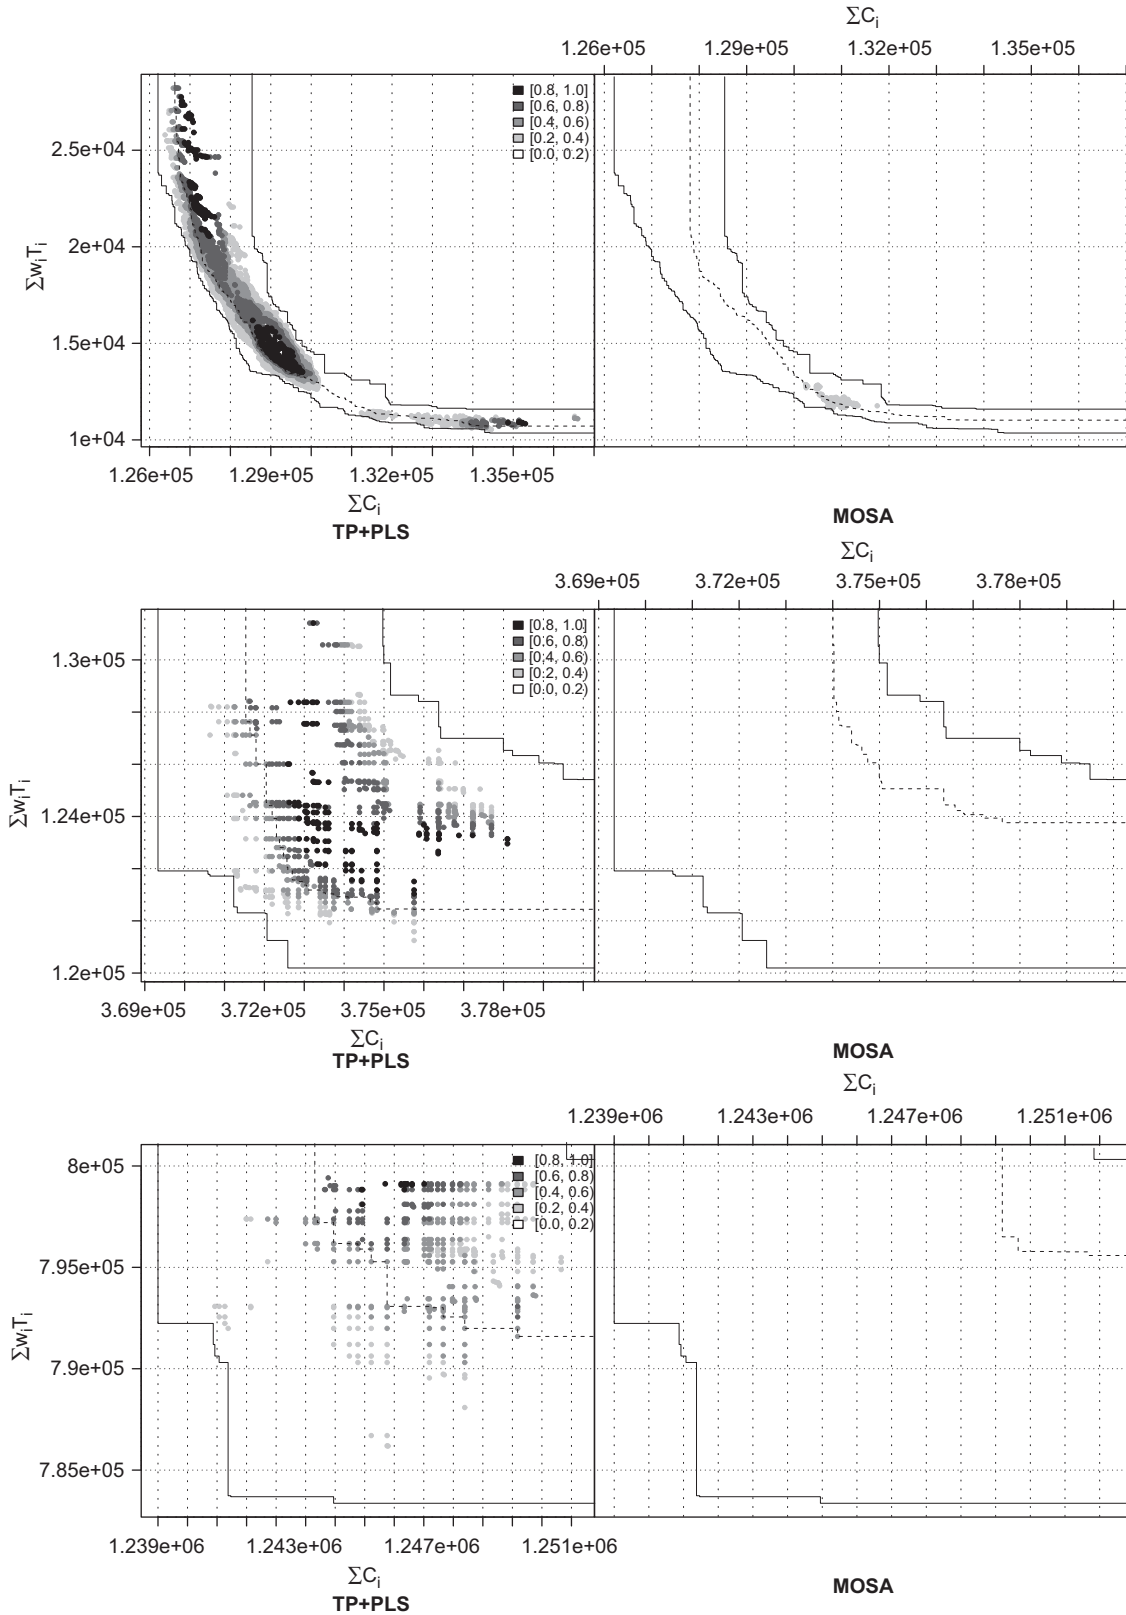 ΣCi
1.26e+05 1.29e+05 1.32e+05 1.35e+05
[0.8, 1.0]
[0.6, 0.8)
[0.4, 0.6)
[0.2, 0.4)
[0.0, 0.2)
2.5e+04
2e+04
1.5e+04
1e+04
ΣwiTi
1.26e+05 1.29e+05 1.32e+05 1.35e+05
ΣCi
TP+PLS
MOSA
ΣCi
3.69e+05 3.72e+05 3.75e+05 3.78e+05
[0.8, 1.0]
[0.6, 0.8)
[0.4, 0.6)
[0.2, 0.4)
[0.0, 0.2)
1.3e+05
1.24e+05
1.2e+05
ΣwiTi
3.69e+05 3.72e+05 3.75e+05 3.78e+05
ΣCi
TP+PLS
MOSA
ΣCi
1.239e+06 1.243e+06 1.247e+06 1.251e+06
[0.8, 1.0]
[0.6, 0.8)
[0.4, 0.6)
[0.2, 0.4)
[0.0, 0.2)
8e+05
7.95e+05
7.9e+05
7.85e+05
ΣwiTi
1.239e+06 1.243e+06 1.247e+06 1.251e+06
ΣCi
TP+PLS
MOSA